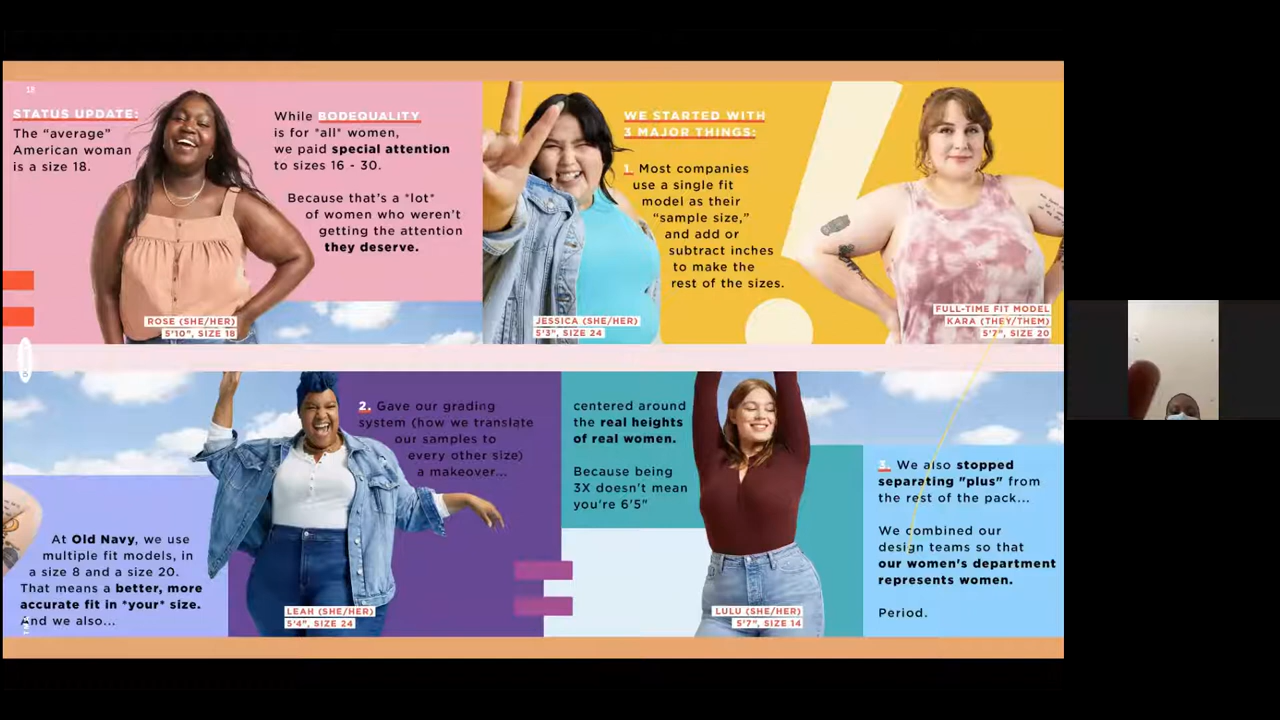 18
STATUS UPDATE:
The “average”
American woman
is a size 18.
ROSE (SHE/HER)
5'10", SIZE 18
While BODEQUALITY
is for *all* women,
we paid special attention
to sizes 16 - 30.
Because that’s a *lot*
of women who weren’t
getting the attention
they deserve.
JESSICA (SHE/HER)
5'3", SIZE 24
WE STARTED WITH
3 MAJOR THINGS:
1. Most companies
use a single fit
model as their
“sample size,”
and add or
subtract inches
to make the
rest of the sizes.
!
FULL-TIME FIT MODEL
KARA (THEY/THEM)
5'7", SIZE 20
At Old Navy, we use
multiple fit models, in
a size 8 and a size 20.
That means a better, more
accurate fit in *your* size.
And we also...
LEAH (SHE/HER)
5'4", SIZE 24
2. Gave our grading
system (how we translate
our samples to
every other size)
a makeover...
centered around
the real heights
of real women.
Because being
3X doesn't mean
you're 6'5"
LULU (SHE/HER)
5'7", SIZE 14
3. We also stopped
separating "plus" from
the rest of the pack...
We combined our
design teams so that
our women's department
represents women.
Period.